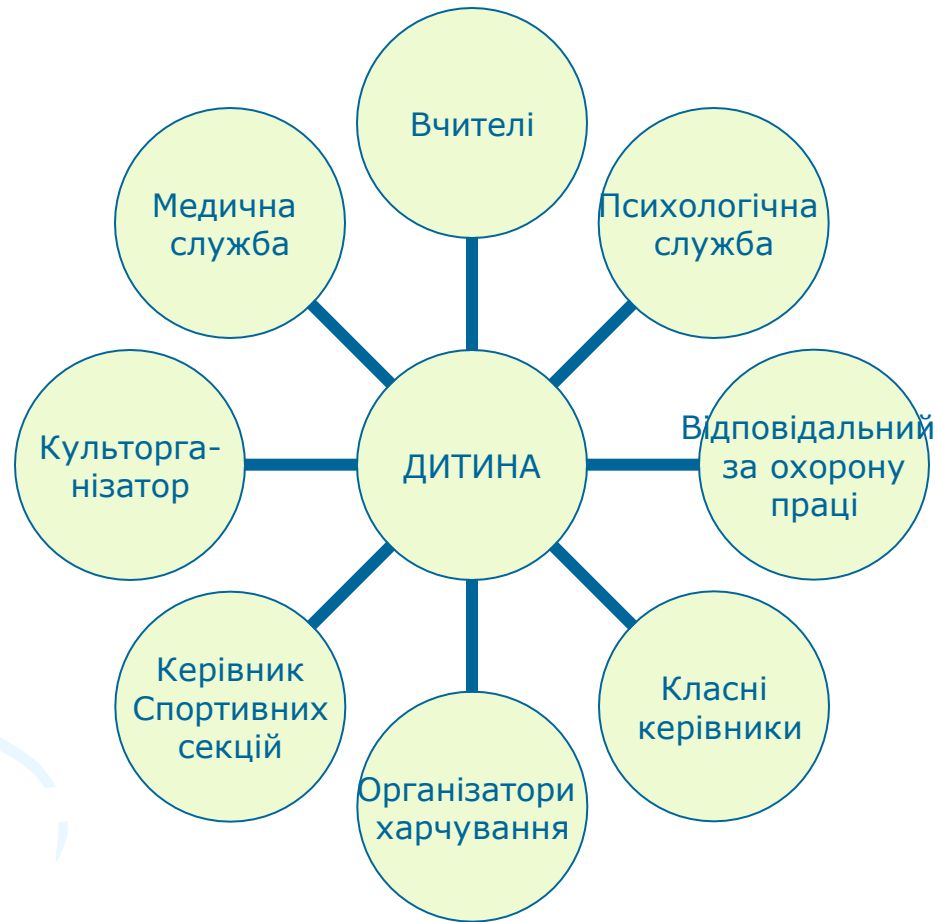 Вчителі
Медична
служба
Психологічна
служба
Культорга-
нізатор
ДИТИНА
Відповідальний
за охорону
праці
Керівник
Спортивних
секцій
Класні
керівники
Організатори
харчування